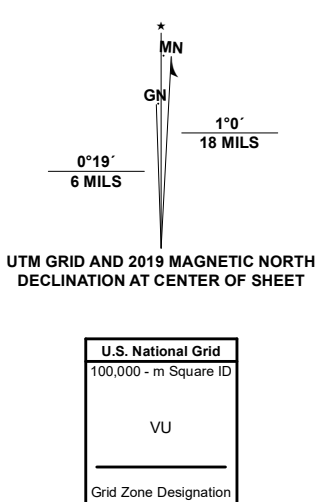 ★
MN
GN
1°0´
18 MILS
0°19´
6 MILS
UTM GRID AND 2019 MAGNETIC NORTH
DECLINATION AT CENTER OF SHEET
U.S. National Grid
100,000 - m Square ID
VU
Grid Zone Designation